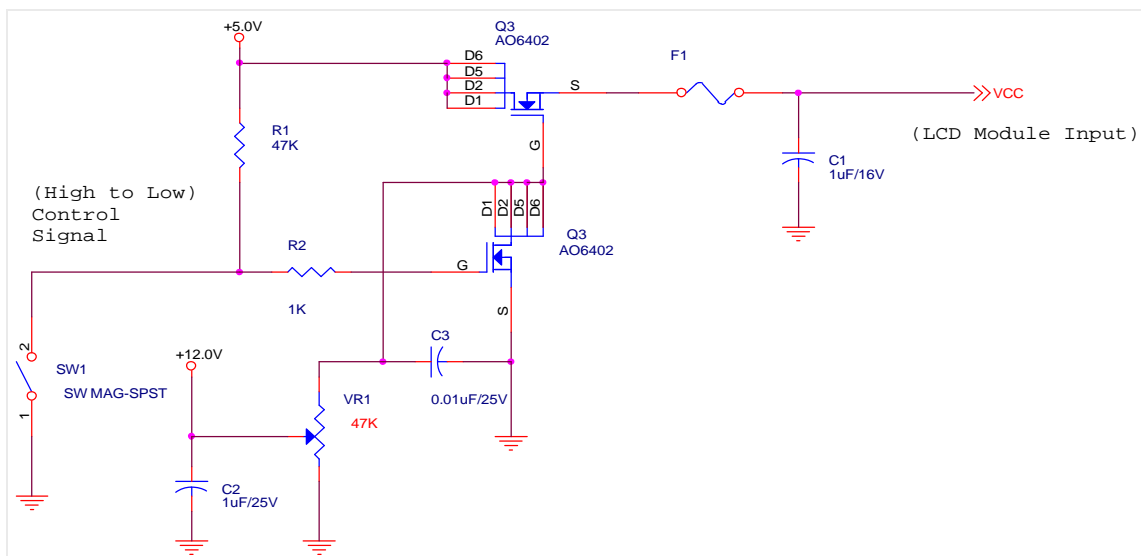 Q3
AO6402
+5.0V
D6
D5
D2
D1
S
G
F1
VCC
(LCD Module Input)
R1
47K
C1
1uF/16V
(High to Low)
Control
Signal
D1
D2
D5
D6
Q3
AO6402
R2
1K
G
S
C3
0.01uF/25V
+12.0V
2
SW1
SW MAG-SPST
1
VR1
47K
C2
1uF/25V